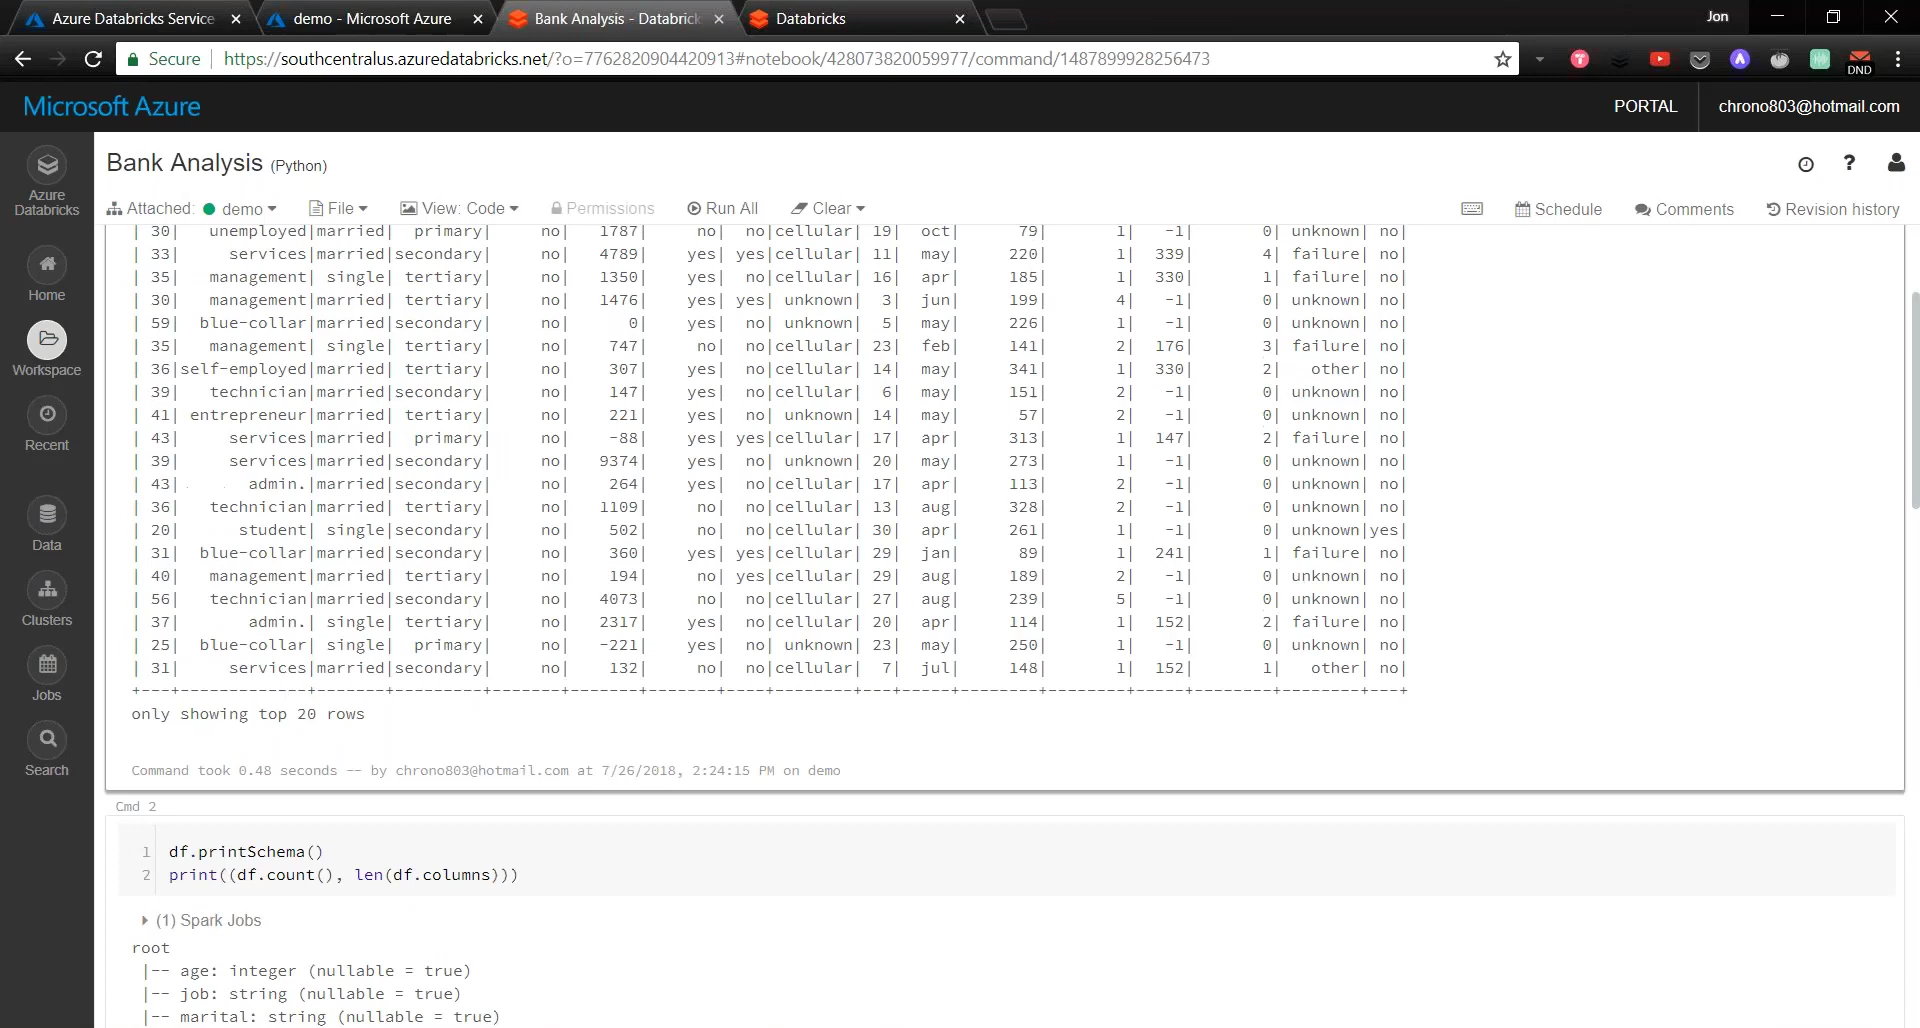 Azure Databricks Service
demo - Microsoft Azure
Bank Analysis - Databrick
Databricks
Jon
Secure
https://southcentralus.azuredatabricks.net/?o=7762820904420913#notebook/428073820059977/command/1487899928256473
DND
Microsoft Azure
PORTAL
chrono803@hotmail.com
Azure
Databricks
Home
Workspace
Recent
Data
Clusters
Jobs
Search
Bank Analysis (Python)
?
Attached: demo File View: Code Permissions Run All Clear Schedule Comments Revision history
| 30| unemployed|married| primary| no| 1787| no| no|cellular| 19| oct| 79| 1| -1| 0| unknown| no|
| 33| services|married|secondary| no| 4789| yes| yes|cellular| 11| may| 220| 1| 339| 4| failure| no|
| 35| management| single| tertiary| no| 1350| yes| no|cellular| 16| apr| 185| 1| 330| 1| failure| no|
| 30| management|married| tertiary| no| 1476| yes| yes| unknown| 3| jun| 199| 4| -1| 0| unknown| no|
| 59| blue-collar|married|secondary| no| 0| yes| no| unknown| 5| may| 226| 1| -1| 0| unknown| no|
| 35| management| single| tertiary| no| 747| no| no|cellular| 23| feb| 141| 2| 176| 3| failure| no|
| 36|self-employed|married| tertiary| no| 307| yes| no|cellular| 14| may| 341| 1| 330| 2| other| no|
| 39| technician|married|secondary| no| 147| yes| no|cellular| 6| may| 151| 2| -1| 0| unknown| no|
| 41| entrepreneur|married| tertiary| no| 221| yes| no| unknown| 14| may| 57| 2| -1| 0| unknown| no|
| 43| services|married| primary| no| -88| yes| yes|cellular| 17| apr| 313| 1| 147| 2| failure| no|
| 39| services|married|secondary| no| 9374| yes| no| unknown| 20| may| 273| 1| -1| 0| unknown| no|
| 43| admin.|married|secondary| no| 264| yes| no|cellular| 17| apr| 113| 2| -1| 0| unknown| no|
| 36| technician|married| tertiary| no| 1109| no| no|cellular| 13| aug| 328| 2| -1| 0| unknown| no|
| 20| student| single|secondary| no| 502| no| no|cellular| 30| apr| 261| 1| -1| 0| unknown|yes|
| 31| blue-collar|married|secondary| no| 360| yes| yes|cellular| 29| jan| 89| 1| 241| 1| failure| no|
| 40| management|married| tertiary| no| 194| no| yes|cellular| 29| aug| 189| 2| -1| 0| unknown| no|
| 56| technician|married|secondary| no| 4073| no| no|cellular| 27| aug| 239| 5| -1| 0| unknown| no|
| 37| admin.| single| tertiary| no| 2317| yes| no|cellular| 20| apr| 114| 1| 152| 2| failure| no|
| 25| blue-collar| single| primary| no| -221| yes| no| unknown| 23| may| 250| 1| -1| 0| unknown| no|
| 31| services|married|secondary| no| 132| no| no|cellular| 7| jul| 148| 1| 152| 1| other| no|
+---+-------------+-------+---------+-------+-------+-------+----+--------+---+-----+--------+--------+-----+--------+--------+---+
only showing top 20 rows
Command took 0.48 seconds -- by chrono803@hotmail.com at 7/26/2018, 2:24:15 PM on demo
Cmd 2
1 df.printSchema()
2 print((df.count(), len(df.columns)))
(1) Spark Jobs
root
|-- age: integer (nullable = true)
|-- job: string (nullable = true)
|-- marital: string (nullable = true)